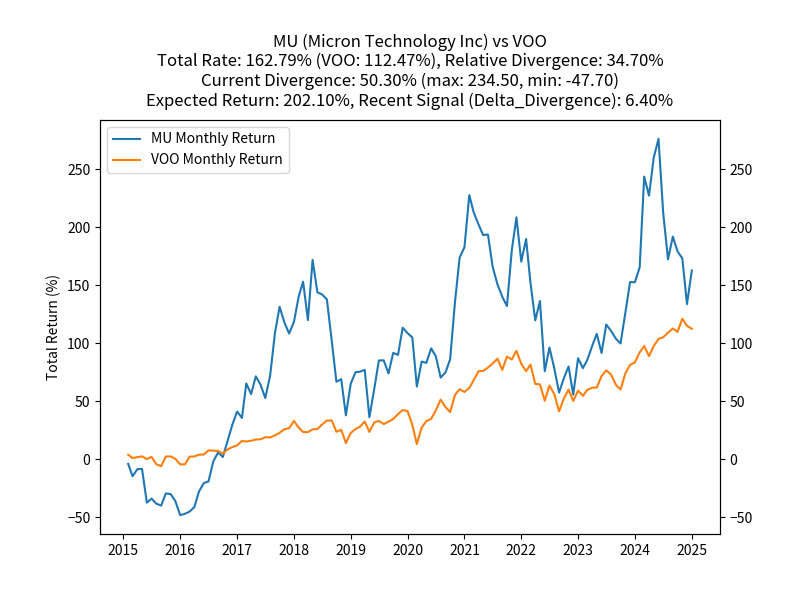 MU (Micron Technology Inc) vs VOO
Total Rate: 162.79% (VOO: 112.47%), Relative Divergence: 34.70%
Current Divergence: 50.30% (max: 234.50, min: -47.70)
Expected Return: 202.10%, Recent Signal (Delta_Divergence): 6.40%
MU Monthly Return
VOO Monthly Return
Total Return (%)
250
200
150
100
50
0
−50
250
200
150
100
50
0
−50
2015 2016 2017 2018 2019 2020 2021 2022 2023 2024 2025